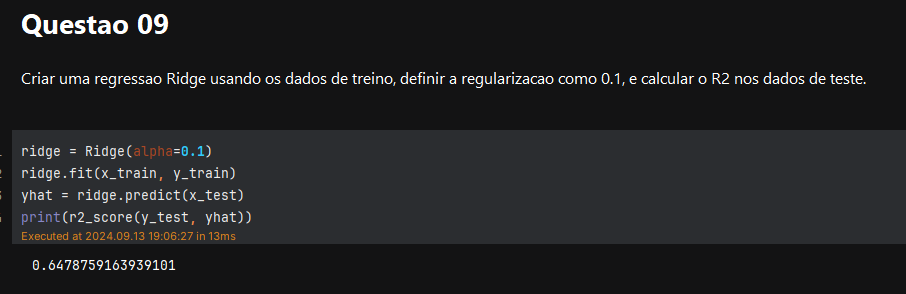 Questao 09
Criar uma regressao Ridge usando os dados de treino, definir a regularizacao como 0.1, e calcular o R2 nos dados de teste.
ridge = Ridge(alpha=0.1)
ridge.fit(x_train, y_train)
yhat = ridge.predict(x_test)
print(r2_score(y_test, yhat))
Executed at 2024.09.13 19:06:27 in 13ms
0.6478759163939101